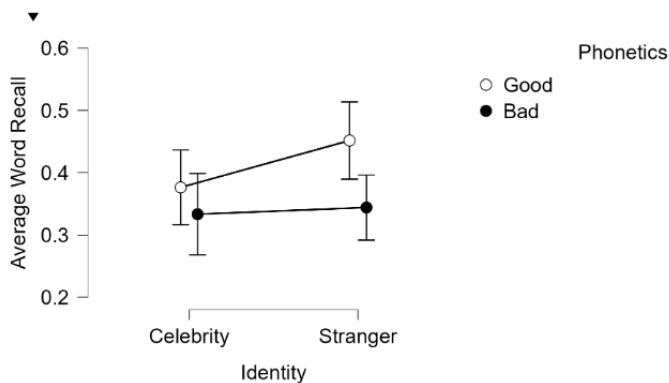 0.6
0.5
0.4
0.3
0.2
Average Word Recall
Celebrity Stranger
Identity
Phonetics
Good
Bad